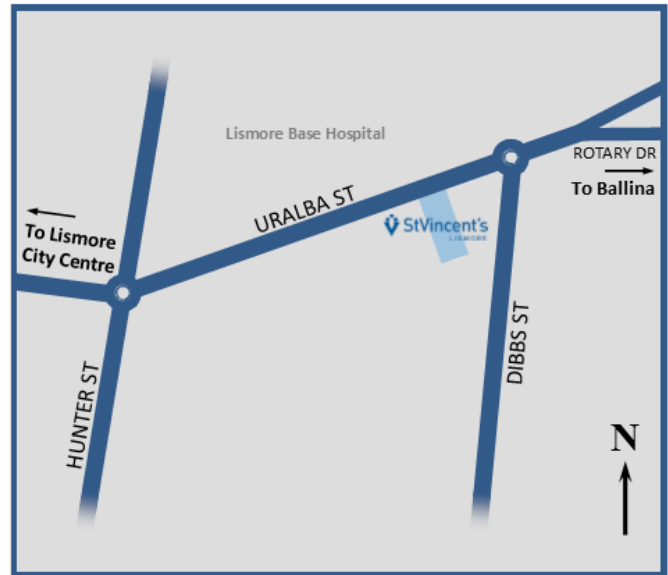 Lismore Base Hospital
ROTARY DR
To Ballina
URALBA ST
StVincent's
LISMORE
To Lismore
City Centre
DIBBS ST
HUNTER ST
N